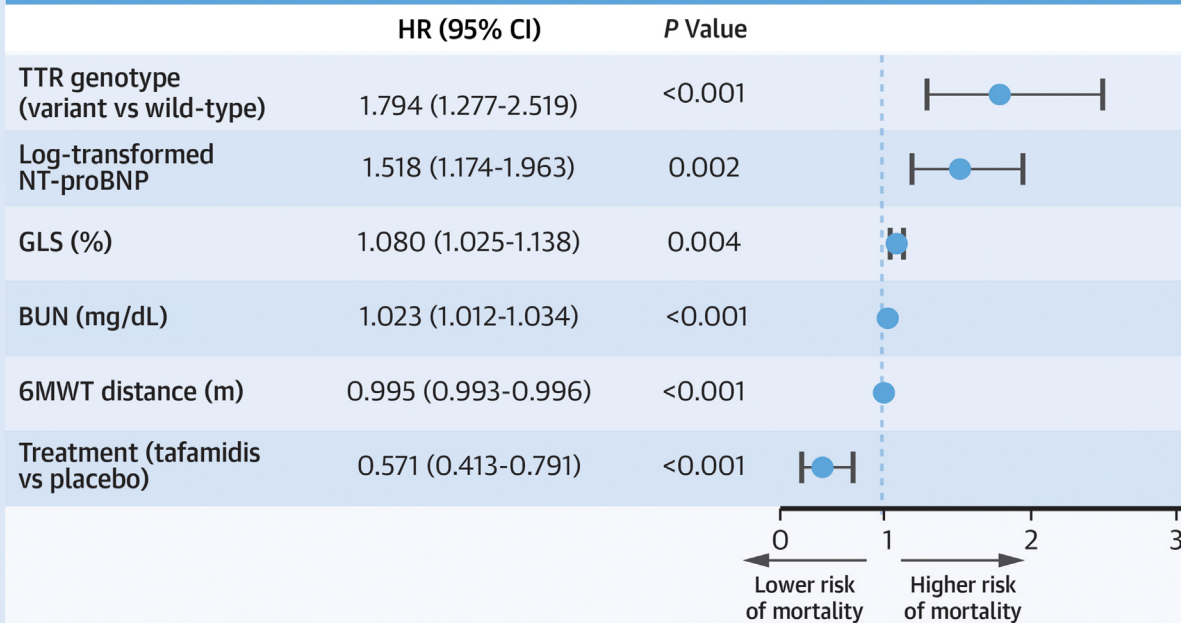 HR (95% CI) P Value
TTR genotype
(variant vs wild-type) 1.794 (1.277-2.519) <0.001
Log-transformed
NT-proBNP 1.518 (1.174-1.963) 0.002
GLS (%) 1.080 (1.025-1.138) 0.004
BUN (mg/dL) 1.023 (1.012-1.034) <0.001
6MWT distance (m) 0.995 (0.993-0.996) <0.001
Treatment (tafamidis
vs placebo) 0.571 (0.413-0.791) <0.001
0 1 2 3
Lower risk
of mortality
Higher risk
of mortality